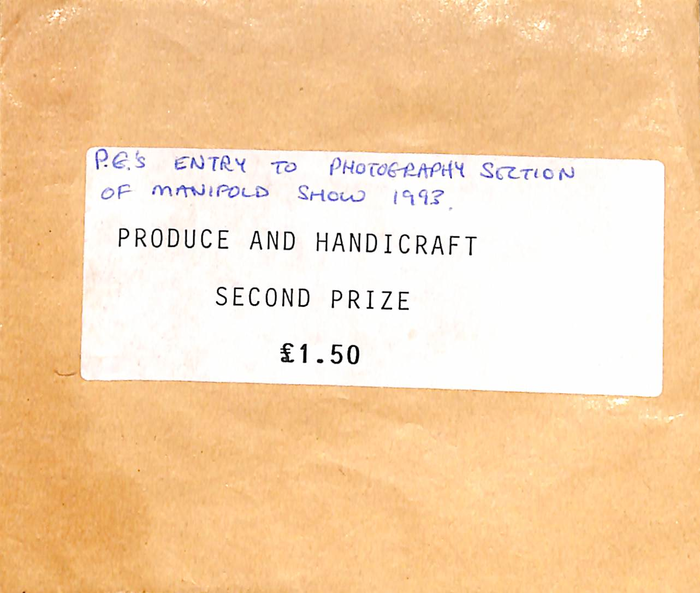 P.G.'s ENTRY TO PHOTOGRAPHY SECTION
OF MANIFOLD SHOW 1993.
PRODUCE AND HANDICRAFT
SECOND PRIZE
£1.50